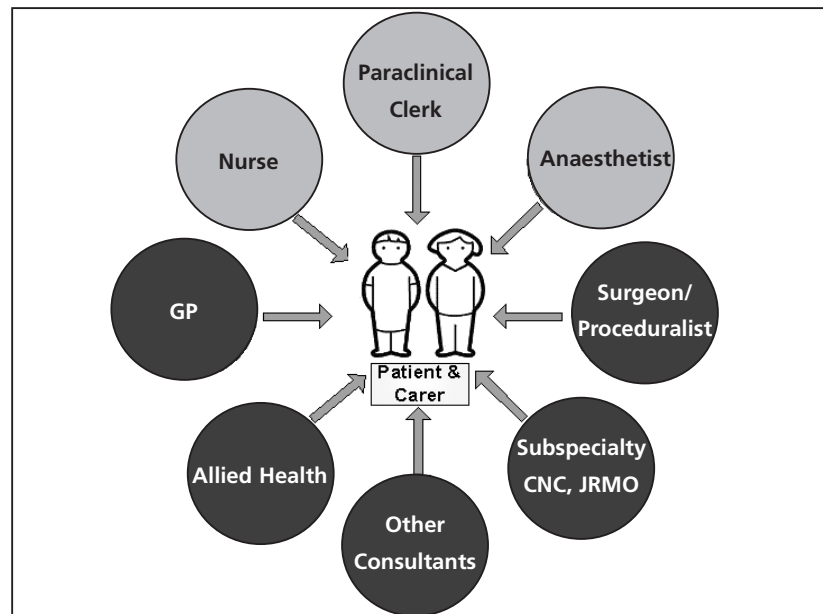 Paraclinical
Clerk
Nurse
Anaesthetist
GP
Surgeon/
Proceduralist
Patient &
Carer
Allied Health
Subspecialty
CNC, JRMO
Other
Consultants